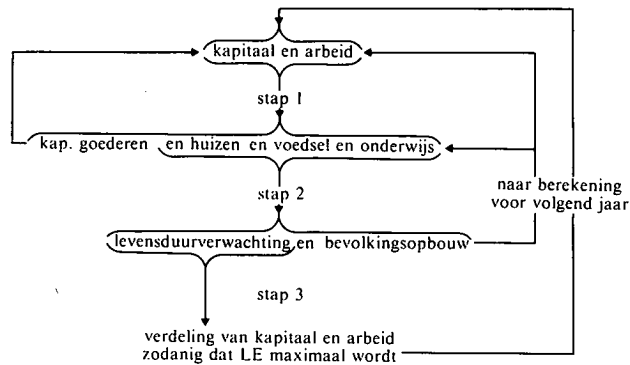 kapitaal en arbeid
stap 1
kap. goederen en huizen en voedsel en onderwijs
stap 2
naar berekening
voor volgend jaar
levensduurverwachting en bevolkingsopbouw
stap 3
verdeling van kapitaal en arbeid
zodanig dat LE maximaal wordt